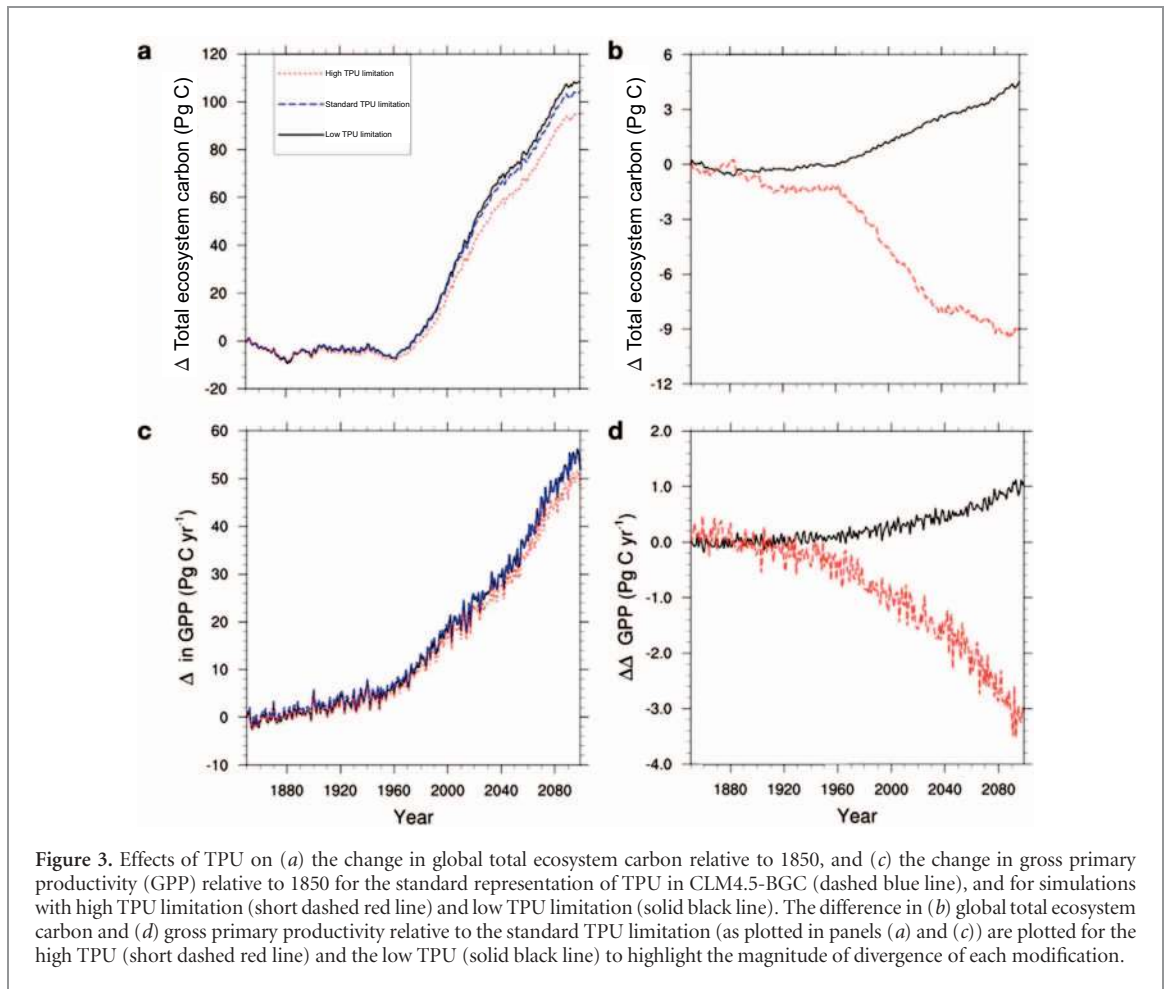 a
b
120
100
80
60
40
20
0
-20
Δ Total ecosystem carbon (Pg C)
High TPU limitation
Standard TPU limitation
Low TPU limitation
6
3
0
-3
-6
-9
-12
Δ Total ecosystem carbon (Pg C)
c
d
60
50
40
30
20
10
0
-10
Δ in GPP (Pg C yr⁻¹)
1880 1920 1960 2000 2040 2080
Year
2.0
1.0
0.0
-1.0
-2.0
-3.0
-4.0
ΔΔ GPP (Pg C yr⁻¹)
1880 1920 1960 2000 2040 2080
Year
Figure 3. Effects of TPU on (a) the change in global total ecosystem carbon relative to 1850, and (c) the change in gross primary
productivity (GPP) relative to 1850 for the standard representation of TPU in CLM4.5-BGC (dashed blue line), and for simulations
with high TPU limitation (short dashed red line) and low TPU limitation (solid black line). The difference in (b) global total ecosystem
carbon and (d) gross primary productivity relative to the standard TPU limitation (as plotted in panels (a) and (c)) are plotted for the
high TPU (short dashed red line) and the low TPU (solid black line) to highlight the magnitude of divergence of each modification.